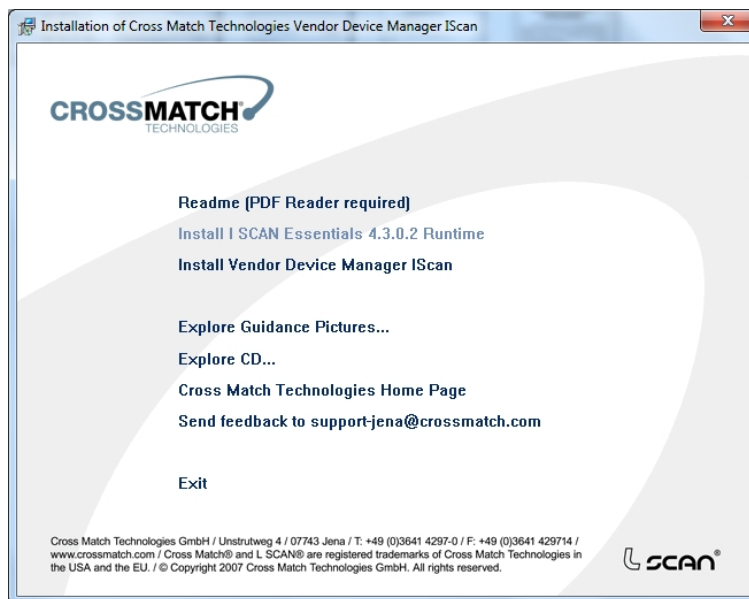 Installation of Cross Match Technologies Vendor Device Manager IScan
CROSSMATCH®
TECHNOLOGIES
Readme (PDF Reader required)
Install I SCAN Essentials 4.3.0.2 Runtime
Install Vendor Device Manager IScan
Explore Guidance Pictures...
Explore CD...
Cross Match Technologies Home Page
Send feedback to support-jena@crossmatch.com
Exit
Cross Match Technologies GmbH / Unstrutweg 4 / 07743 Jena / T: +49 (0)3641 4297-0 / F: +49 (0)3641 429714 /
www.crossmatch.com / Cross Match® and L SCAN® are registered trademarks of Cross Match Technologies in
the USA and the EU. / © Copyright 2007 Cross Match Technologies GmbH. All rights reserved.
L SCAN®